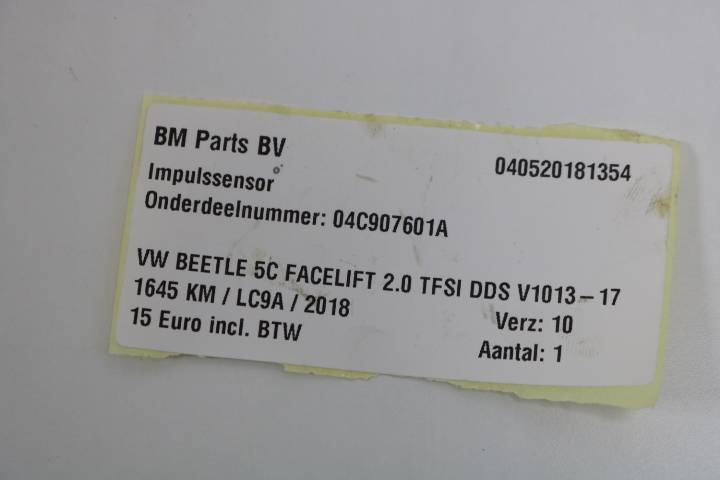 BM Parts BV
040520181354
Impulssensor
Onderdeelnummer: 04C907601A
VW BEETLE 5C FACELIFT 2.0 TFSI DDS V1013-17
1645 KM / LC9A / 2018
Verz: 10
15 Euro incl. BTW
Aantal: 1